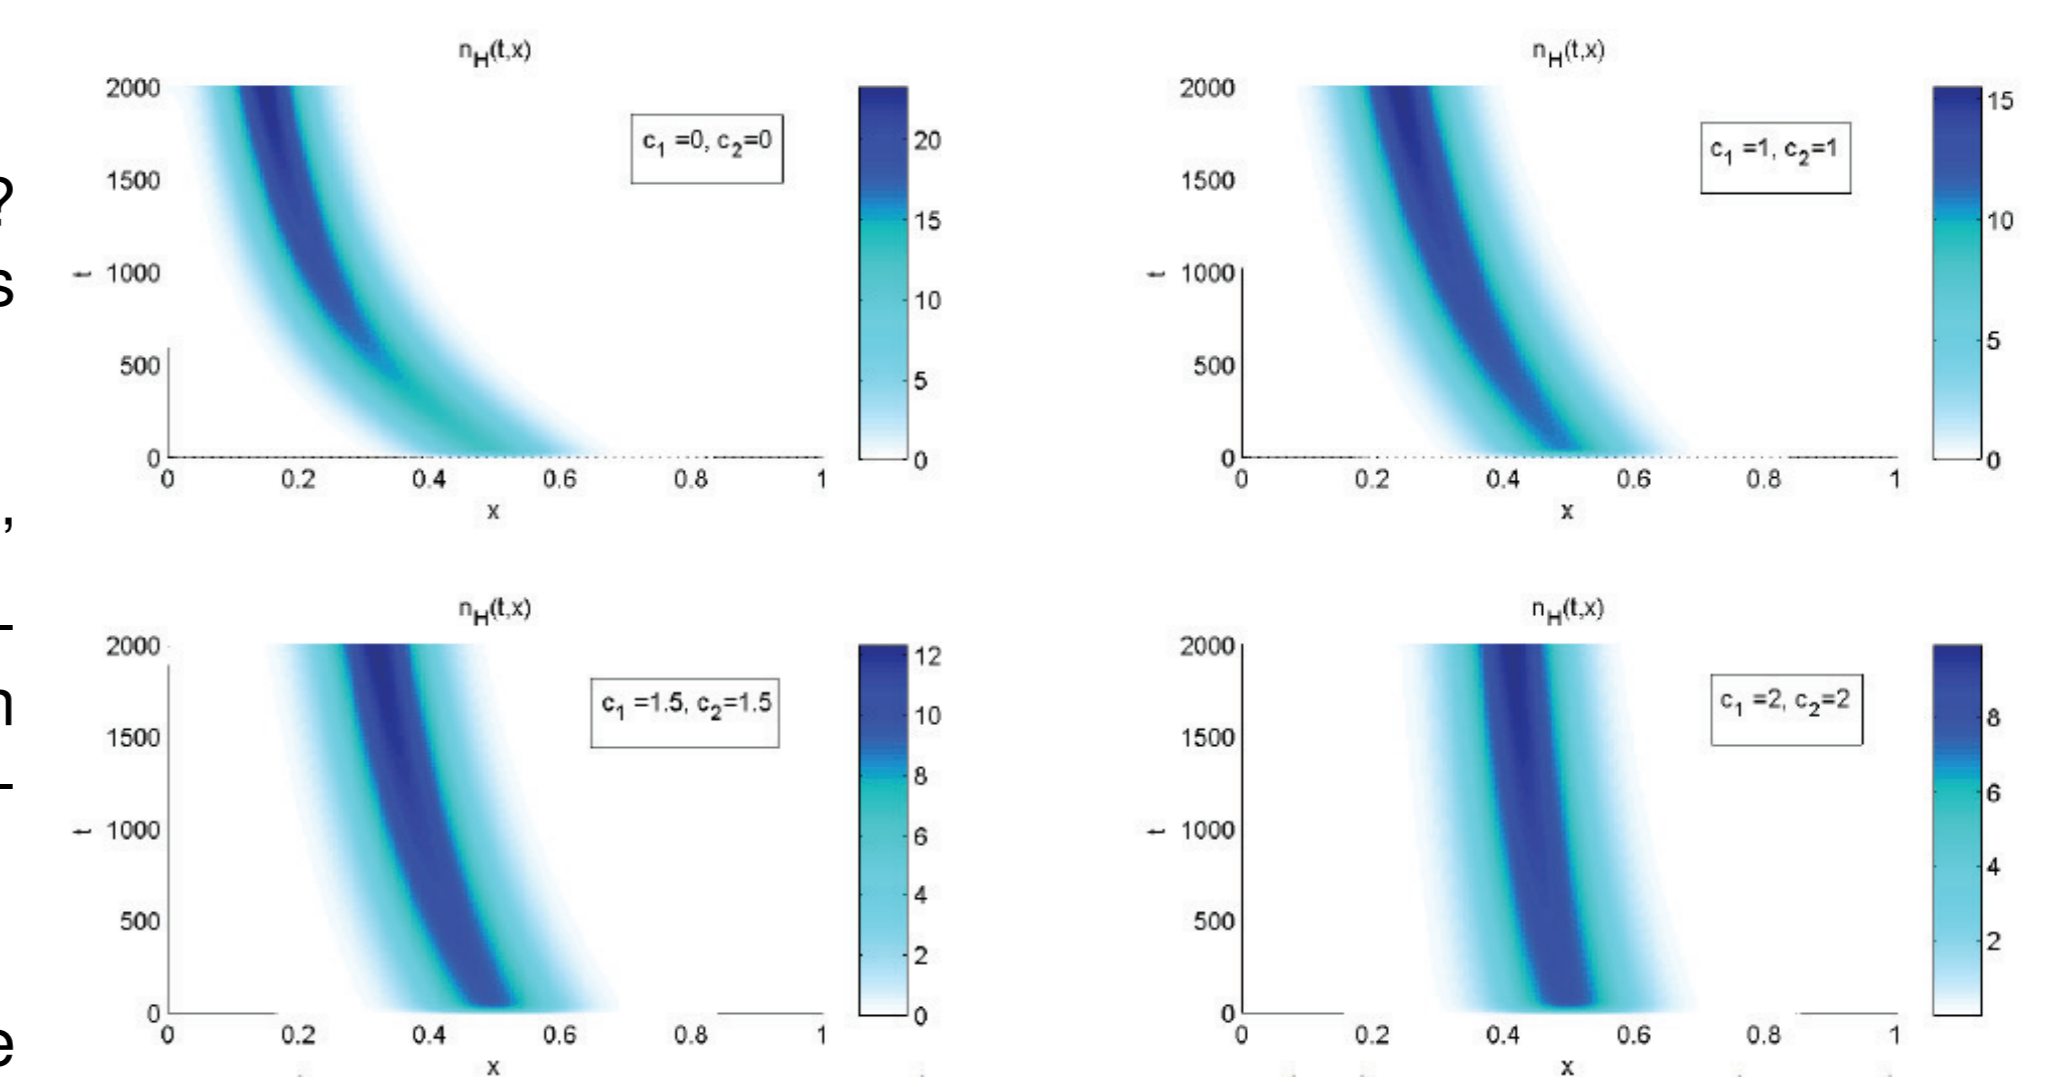 ?
s
,
–
n
–
e
n_H(t,x)
2000
1500
1000
500
0
t
c_1 =0, c_2=0
20
15
10
5
0
0 0.2 0.4 0.6 0.8 1
x
n_H(t,x)
2000
1500
1000
500
0
t
c_1 =1, c_2=1
15
10
5
0
0 0.2 0.4 0.6 0.8 1
x
n_H(t,x)
2000
1500
1000
500
0
t
c_1 =1.5, c_2=1.5
12
10
8
6
4
2
0
0 0.2 0.4 0.6 0.8 1
x
n_H(t,x)
2000
1500
1000
500
0
t
c_1 =2, c_2=2
8
6
4
2
0 0.2 0.4 0.6 0.8 1
x